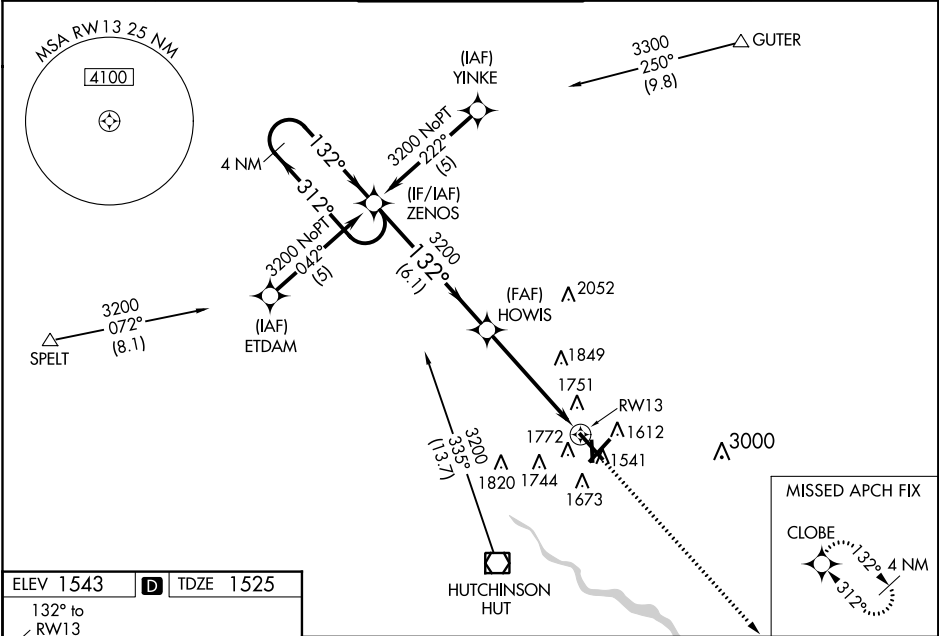 MSA RW13 25 NM
4100
(IAF)
YINKE
3300
250°
(9.8)
GUTER
4 NM
132°
312°
3200 NoPT
222°
(5)
(IF/IAF)
ZENOS
3200 NoPT
042°
(5)
3200
132°
(6.1)
(IAF)
ETDAM
3200
072°
(8.1)
SPELT
(FAF)
HOWIS
2052
1849
1751
RW13
1772
1612
1541
3000
1820
1744
1673
3200
335°
(13.7)
HUTCHINSON
HUT
MISSED APCH FIX
CLOBE
132°
312°
4 NM
ELEV 1543
D
TDZE 1525
132° to
RW13